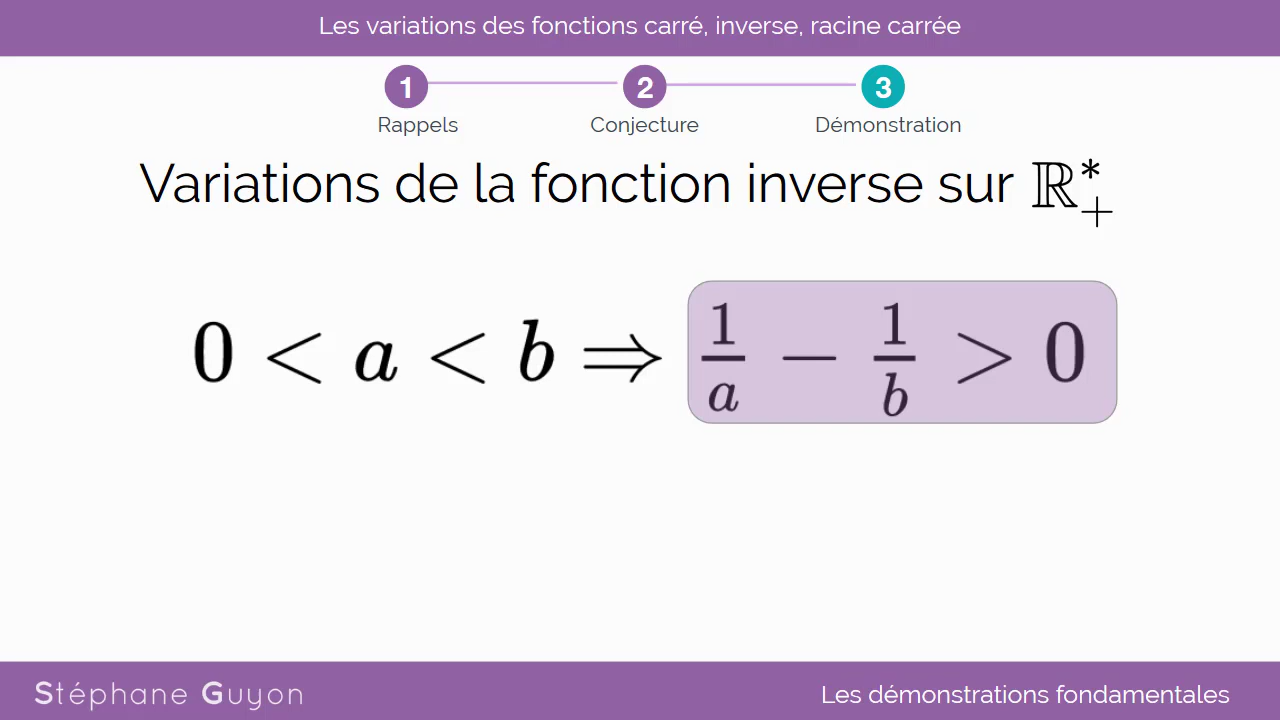 Les variations des fonctions carré, inverse, racine carrée
1 2 3
Rappels Conjecture Démonstration
Variations de la fonction inverse sur ℝ*₊
0 < a < b ⇒ 1/a − 1/b > 0
Stéphane Guyon
Les démonstrations fondamentales